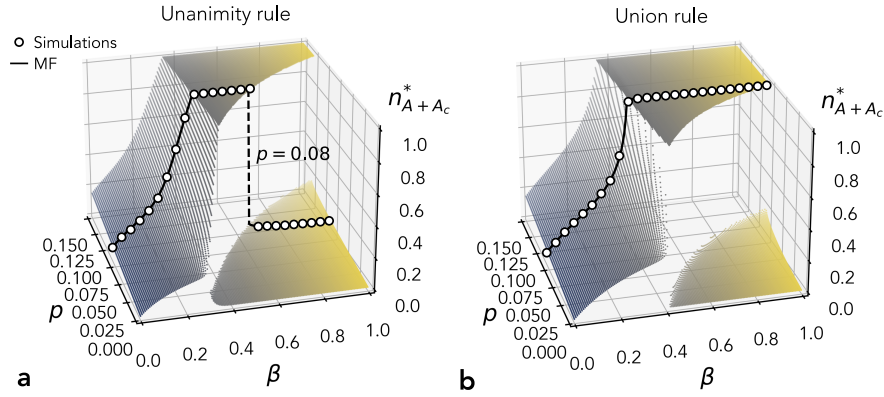 Unanimity rule
Simulations
MF
n*A + Ac
1.0
0.8
0.6
0.4
0.2
0.0
p = 0.08
0.150
0.125
0.100
0.075
0.050
0.025
0.000
p
0.0 0.2 0.4 0.6 0.8 1.0
β
a
Union rule
n*A + Ac
1.0
0.8
0.6
0.4
0.2
0.0
0.150
0.125
0.100
0.075
0.050
0.025
0.000
p
0.0 0.2 0.4 0.6 0.8 1.0
β
b